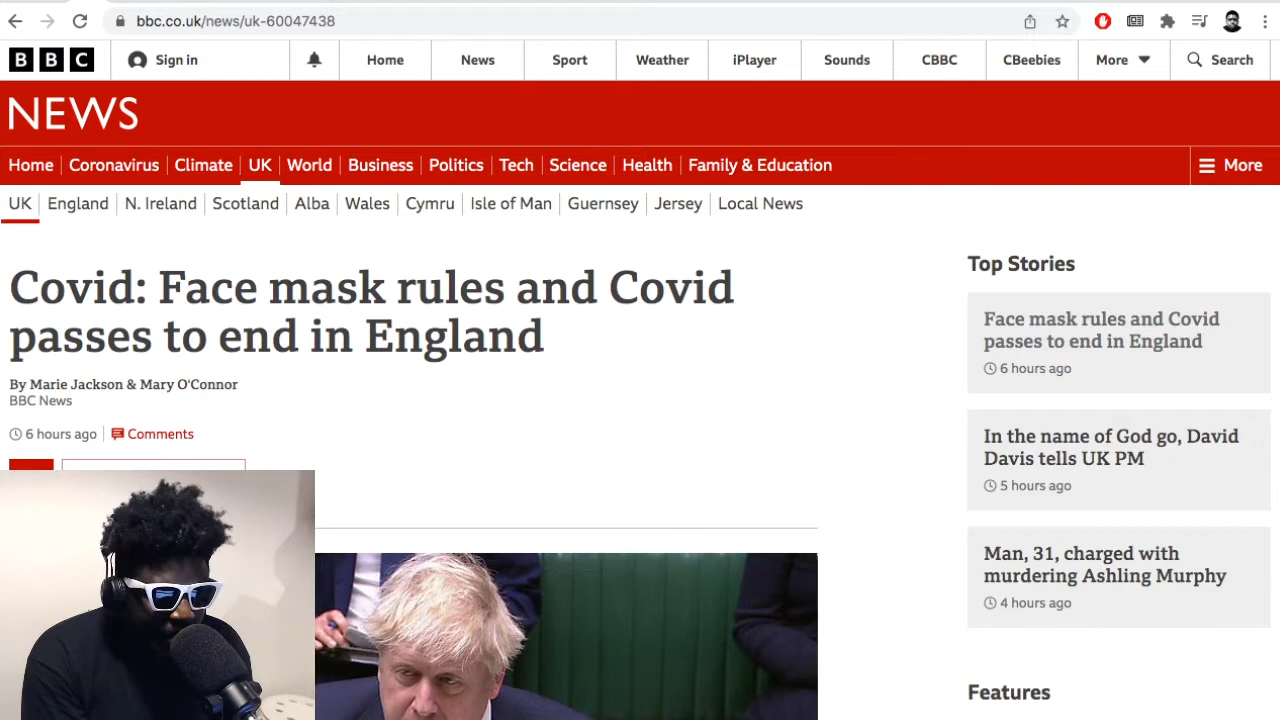 bbc.co.uk/news/uk-60047438
BBC Sign in Home News Sport Weather iPlayer Sounds CBBC CBeebies More Search
NEWS
Home Coronavirus Climate UK World Business Politics Tech Science Health Family & Education More
UK England N. Ireland Scotland Alba Wales Cymru Isle of Man Guernsey Jersey Local News
Covid: Face mask rules and Covid
passes to end in England
By Marie Jackson & Mary O'Connor
BBC News
6 hours ago Comments
Top Stories
Face mask rules and Covid
passes to end in England
6 hours ago
In the name of God go, David
Davis tells UK PM
5 hours ago
Man, 31, charged with
murdering Ashling Murphy
4 hours ago
Features